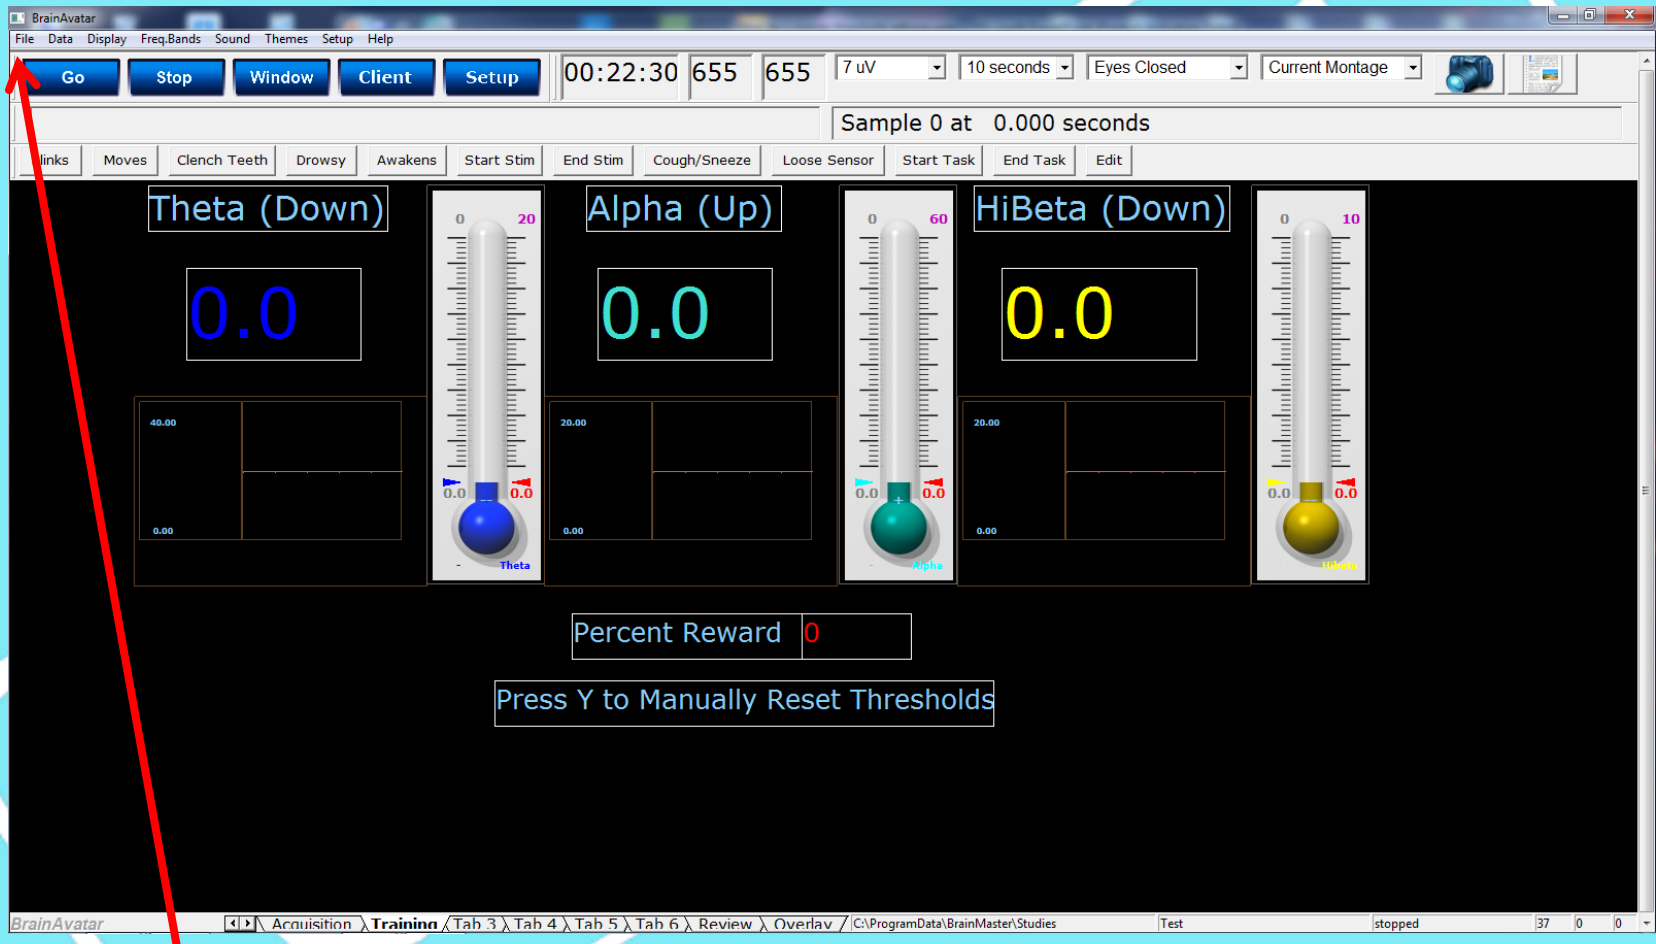 BrainAvatar
File Data Display Freq.Bands Sound Themes Setup Help
Go Stop Window Client Setup 00:22:30 655 655 7 uV 10 seconds Eyes Closed Current Montage
Sample 0 at 0.000 seconds
Moves Clench Teeth Drowsy Awakens Start Stim End Stim Cough/Sneeze Loose Sensor Start Task End Task Edit
Theta (Down) 0 20 Alpha (Up) 0 60 HiBeta (Down) 0 10
0.0 0.0 0.0
40.00 20.00 20.00
0.0 0.0 0.0 0.0 0.0 0.0
0.00 0.00 0.00
- Theta - Alpha Hibeta
Percent Reward 0
Press Y to Manually Reset Thresholds
BrainAvatar Acquisition Training Tab 3 Tab 4 Tab 5 Tab 6 Review Overlay C:\ProgramData\BrainMaster\Studies Test stopped 37 0 0